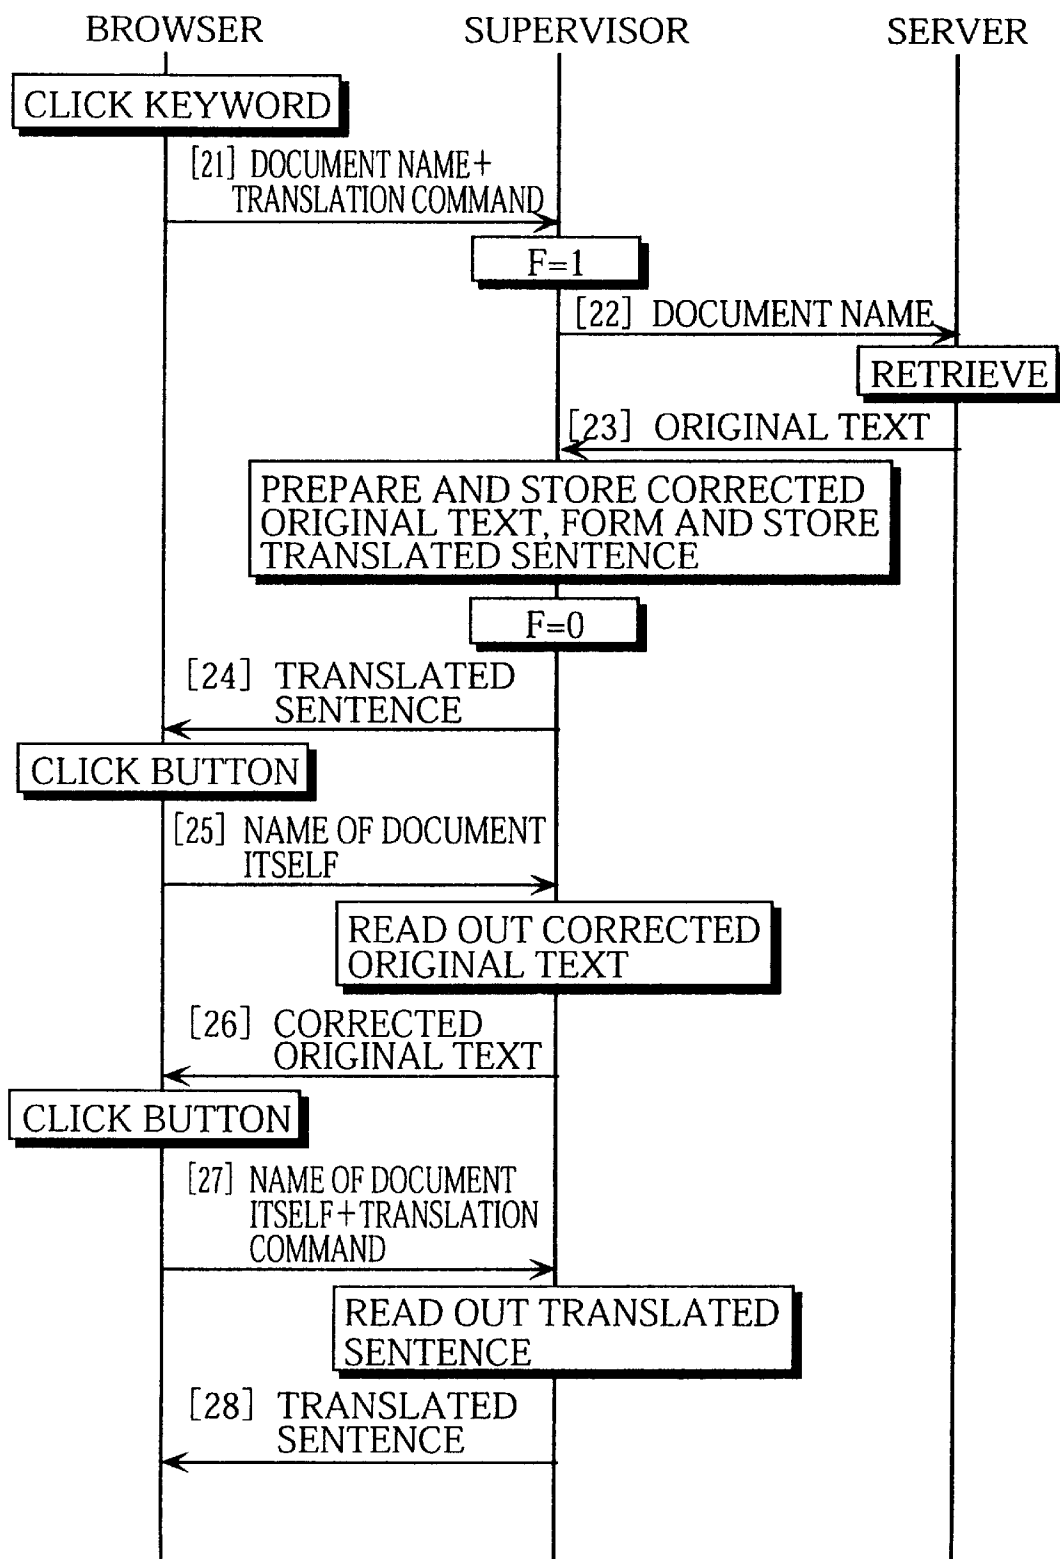 BROWSER SUPERVISOR SERVER
CLICK KEYWORD
[21] DOCUMENT NAME+
TRANSLATION COMMAND
F=1
[22] DOCUMENT NAME
RETRIEVE
[23] ORIGINAL TEXT
PREPARE AND STORE CORRECTED
ORIGINAL TEXT, FORM AND STORE
TRANSLATED SENTENCE
F=0
[24] TRANSLATED
SENTENCE
CLICK BUTTON
[25] NAME OF DOCUMENT
ITSELF
READ OUT CORRECTED
ORIGINAL TEXT
[26] CORRECTED
ORIGINAL TEXT
CLICK BUTTON
[27] NAME OF DOCUMENT
ITSELF+TRANSLATION
COMMAND
READ OUT TRANSLATED
SENTENCE
[28] TRANSLATED
SENTENCE